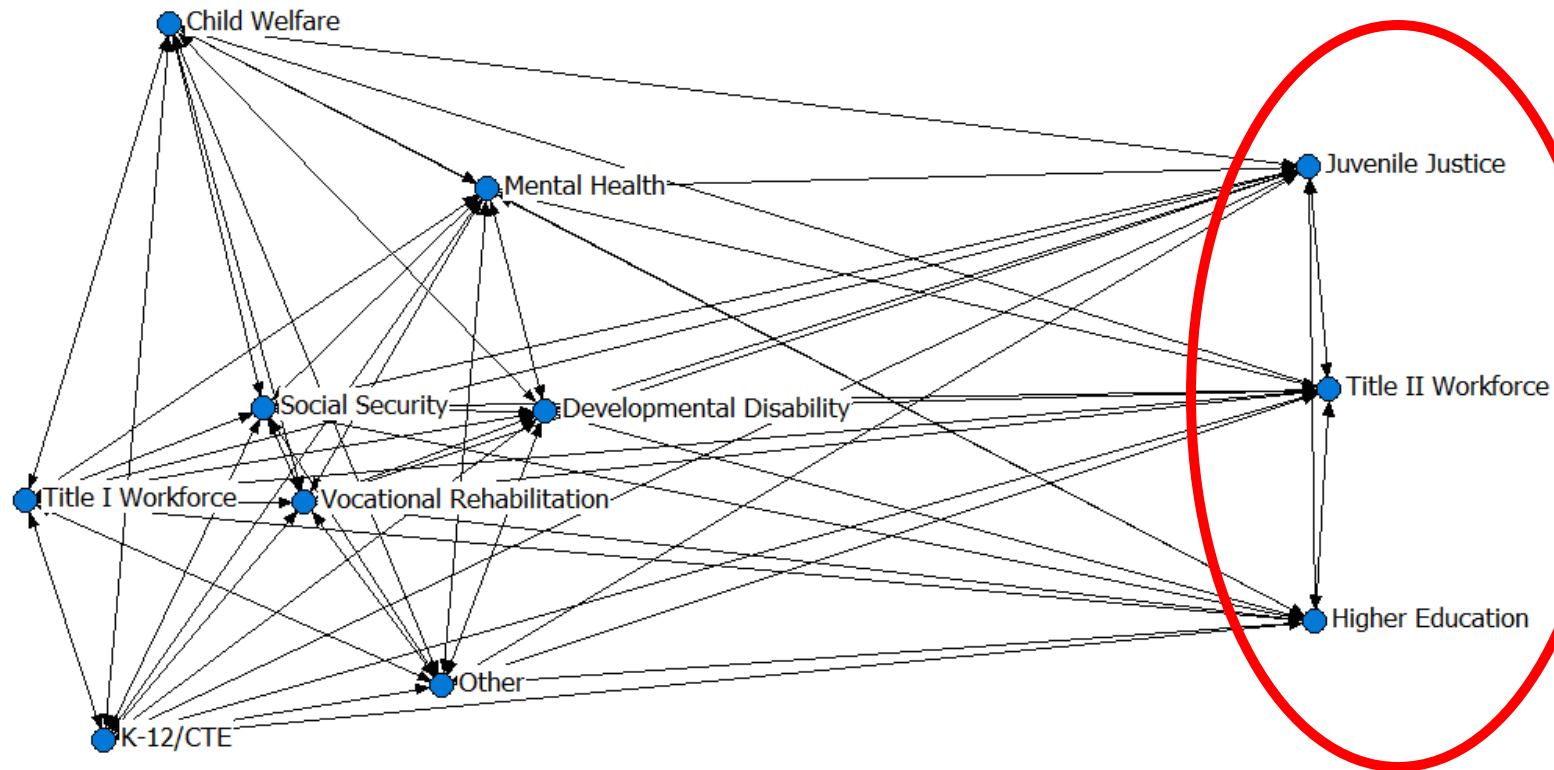 Child Welfare
Juvenile Justice
Mental Health
Title II Workforce
Social Security
Developmental Disability
Title I Workforce
Vocational Rehabilitation
Higher Education
Other
K-12/CTE